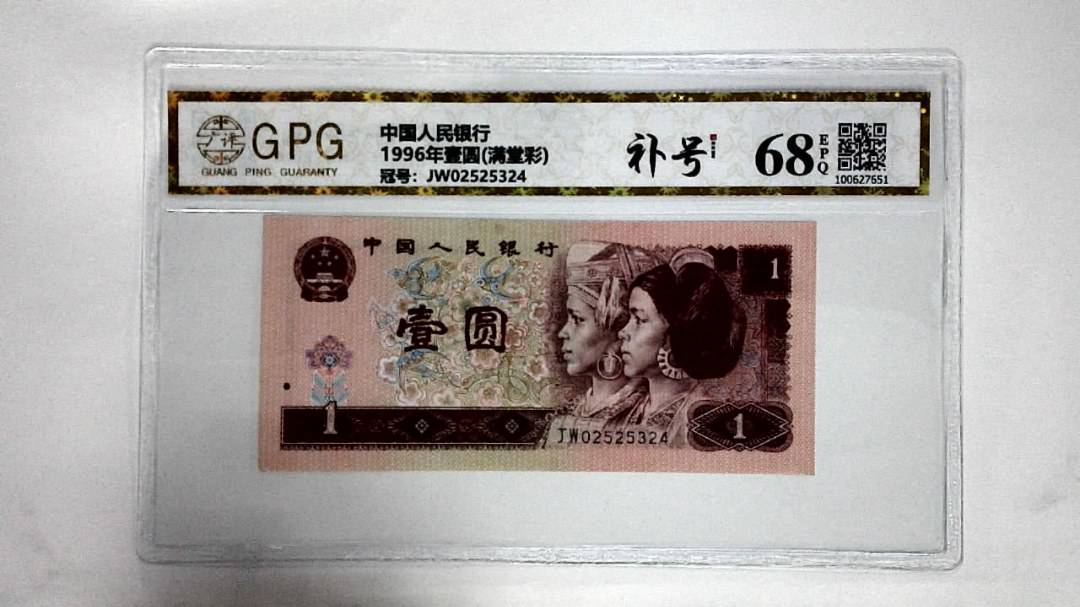 广评
GPG
GUANG PING GUARANTY
中国人民银行
1996年壹圆(满堂彩)
冠号：JW02525324
补号
68
EPQ
100627651
中国人民银行
1
壹圆
1
JW02525324
1